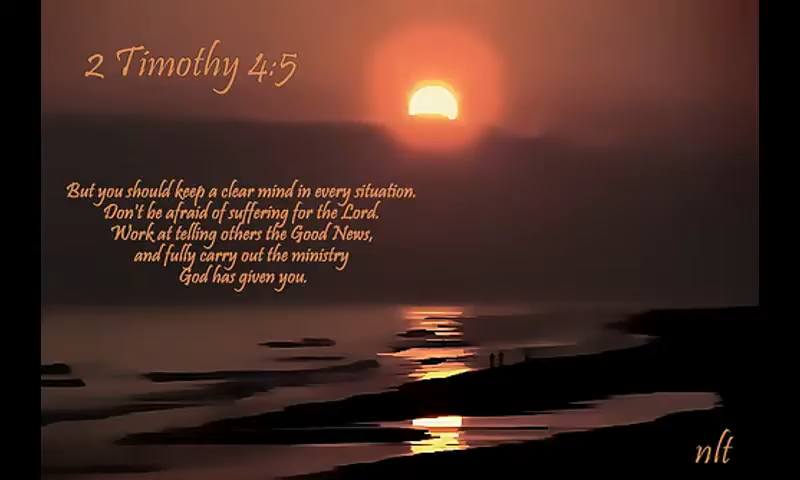 2 Timothy 4:5
But you should keep a clear mind in every situation.
Don't be afraid of suffering for the Lord.
Work at telling others the Good News,
and fully carry out the ministry
God has given you.
nlt